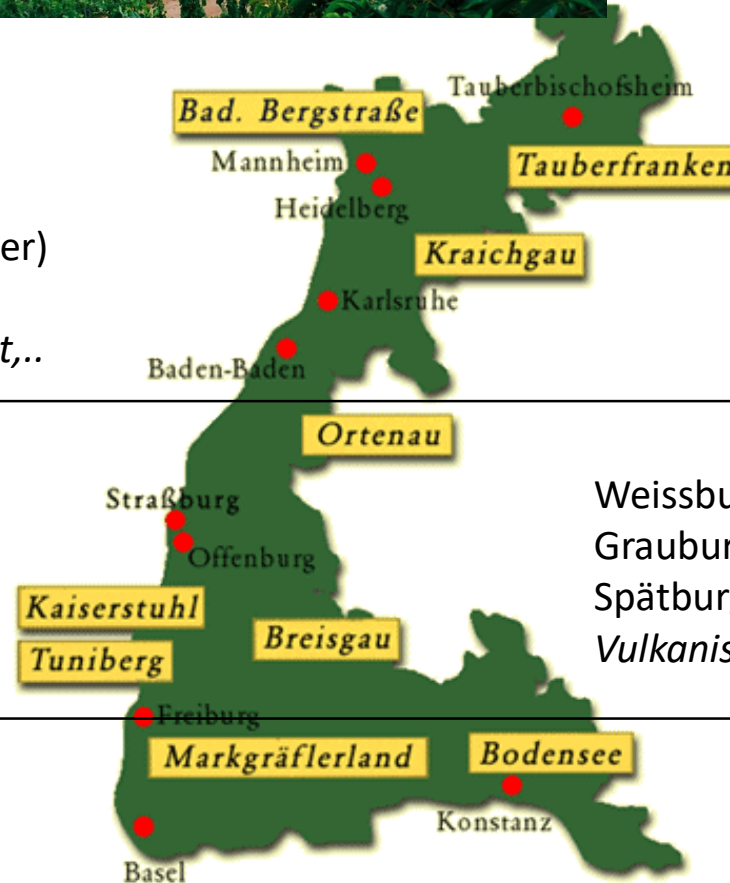 Tauberbischofsheim
Bad. Bergstraße
Mannheim
Tauberfranken
Heidelberg
er)
Kraichgau
Karlsruhe
t,..
Baden-Baden
Ortenau
Straßburg
Offenburg
Weissbu
Graubur
Spätbur
Vulkanis
Kaiserstuhl
Breisgau
Tuniberg
Freiburg
Markgräflerland
Bodensee
Konstanz
Basel